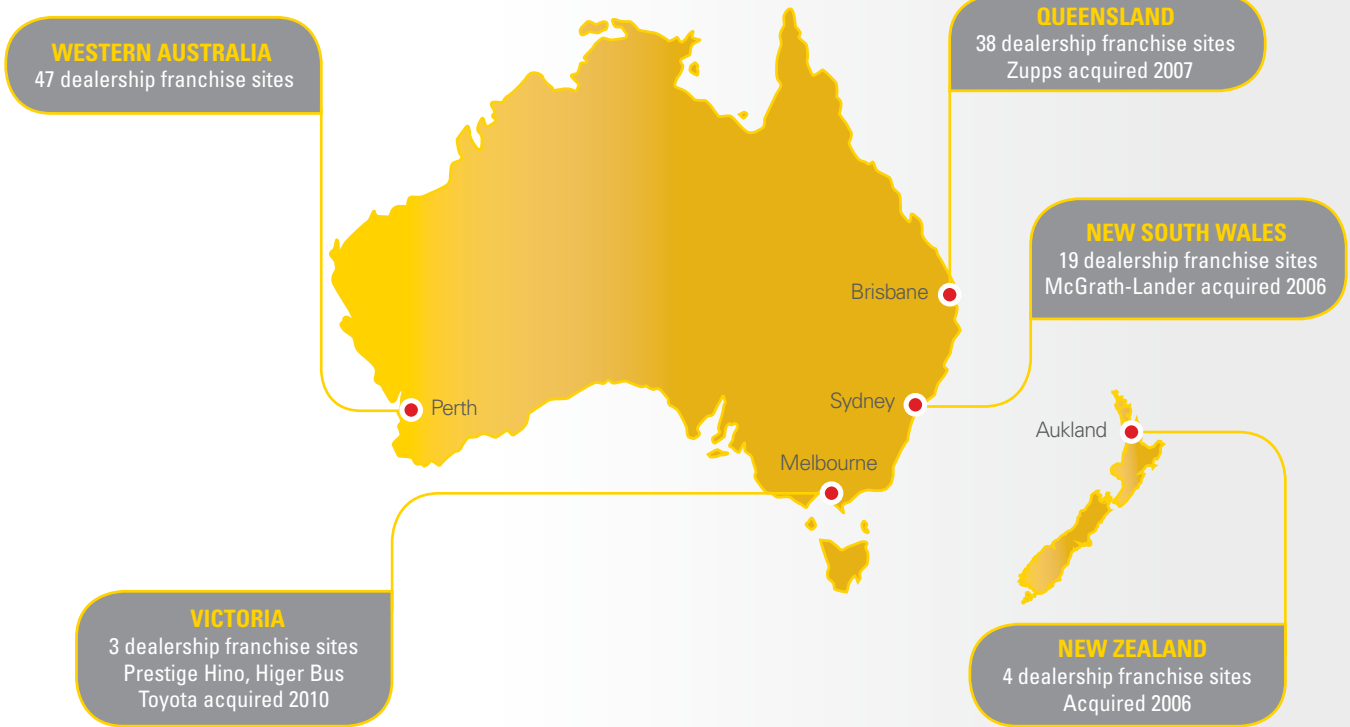 WESTERN AUSTRALIA
47 dealership franchise sites
QUEENSLAND
38 dealership franchise sites
Zupps acquired 2007
NEW SOUTH WALES
19 dealership franchise sites
McGrath-Lander acquired 2006
Brisbane
Perth
Sydney
Aukland
Melbourne
VICTORIA
3 dealership franchise sites
Prestige Hino, Higer Bus
Toyota acquired 2010
NEW ZEALAND
4 dealership franchise sites
Acquired 2006